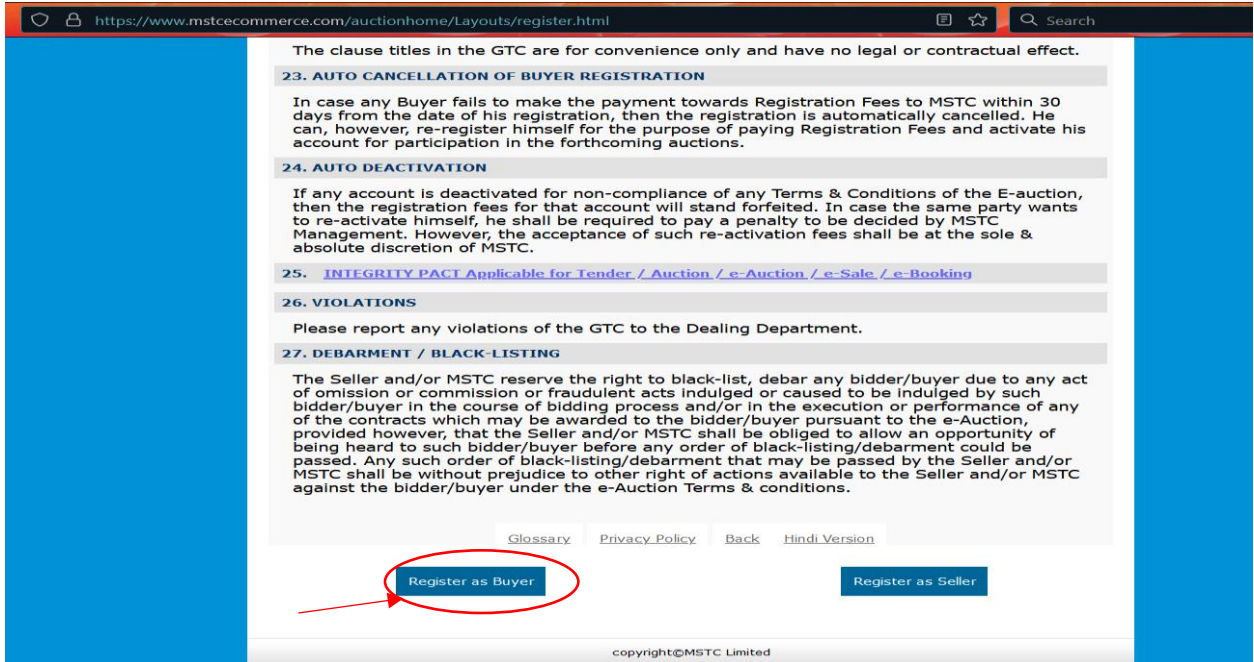 https://www.mstcecommerce.com/auctionhome/Layouts/register.html
Search
The clause titles in the GTC are for convenience only and have no legal or contractual effect.
23. AUTO CANCELLATION OF BUYER REGISTRATION
In case any Buyer fails to make the payment towards Registration Fees to MSTC within 30
days from the date of his registration, then the registration is automatically cancelled. He
can, however, re-register himself for the purpose of paying Registration Fees and activate his
account for participation in the forthcoming auctions.
24. AUTO DEACTIVATION
If any account is deactivated for non-compliance of any Terms & Conditions of the E-auction,
then the registration fees for that account will stand forfeited. In case the same party wants
to re-activate himself, he shall be required to pay a penalty to be decided by MSTC
Management. However, the acceptance of such re-activation fees shall be at the sole &
absolute discretion of MSTC.
25. INTEGRITY PACT Applicable for Tender / Auction / e-Auction / e-Sale / e-Booking
26. VIOLATIONS
Please report any violations of the GTC to the Dealing Department.
27. DEBARMENT / BLACK-LISTING
The Seller and/or MSTC reserve the right to black-list, debar any bidder/buyer due to any act
of omission or commission or fraudulent acts indulged or caused to be indulged by such
bidder/buyer in the course of bidding process and/or in the execution or performance of any
of the contracts which may be awarded to the bidder/buyer pursuant to the e-Auction,
provided however, that the Seller and/or MSTC shall be obliged to allow an opportunity of
being heard to such bidder/buyer before any order of black-listing/debarment could be
passed. Any such order of black-listing/debarment that may be passed by the Seller and/or
MSTC shall be without prejudice to other right of actions available to the Seller and/or MSTC
against the bidder/buyer under the e-Auction Terms & conditions.
Glossary Privacy Policy Back Hindi Version
Register as Buyer Register as Seller
copyright©MSTC Limited